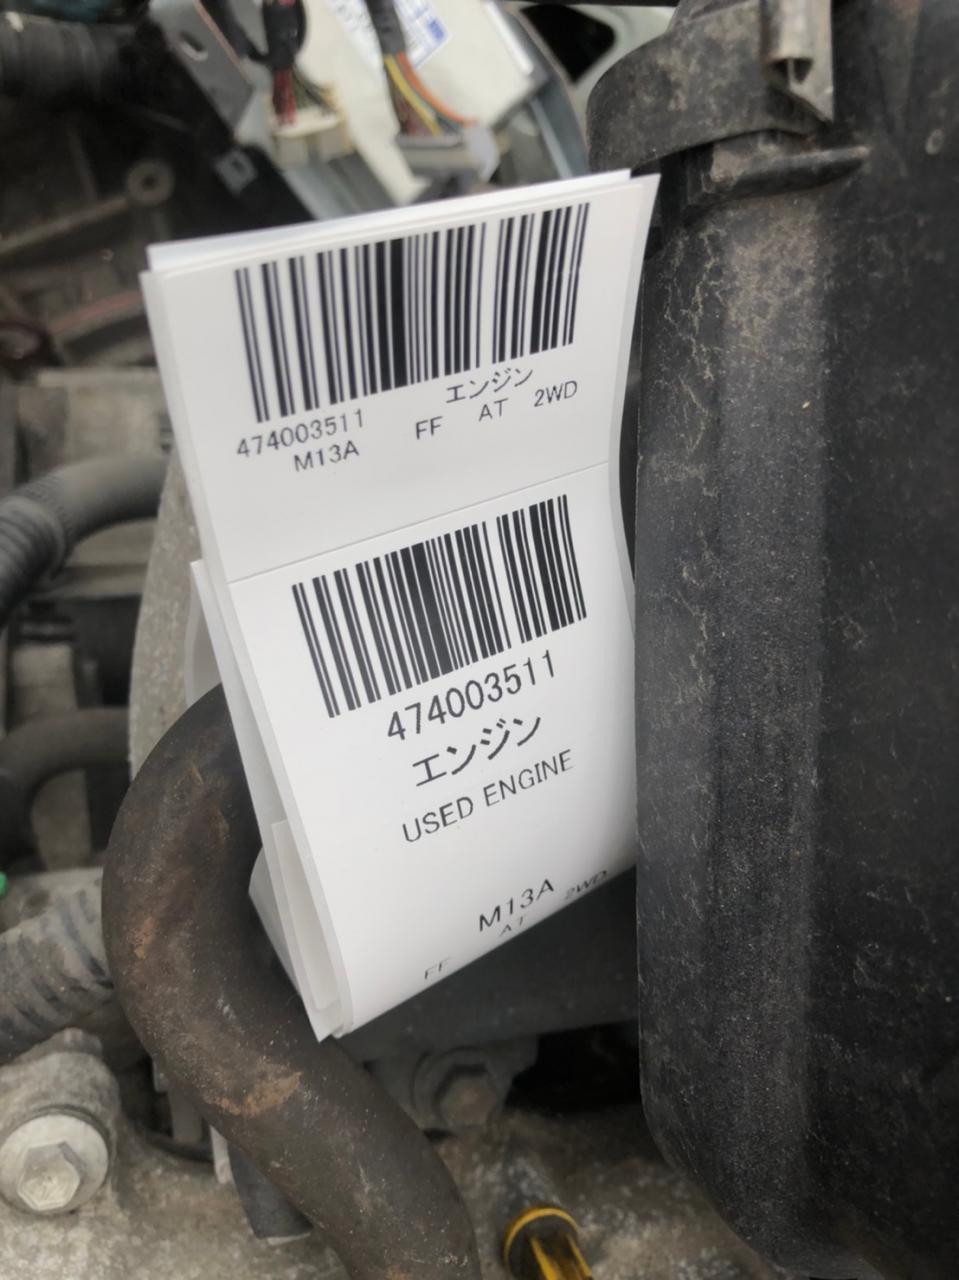 エンジン
474003511
M13A FF AT 2WD
474003511
エンジン
USED ENGINE
M13A 2WD
FF AT